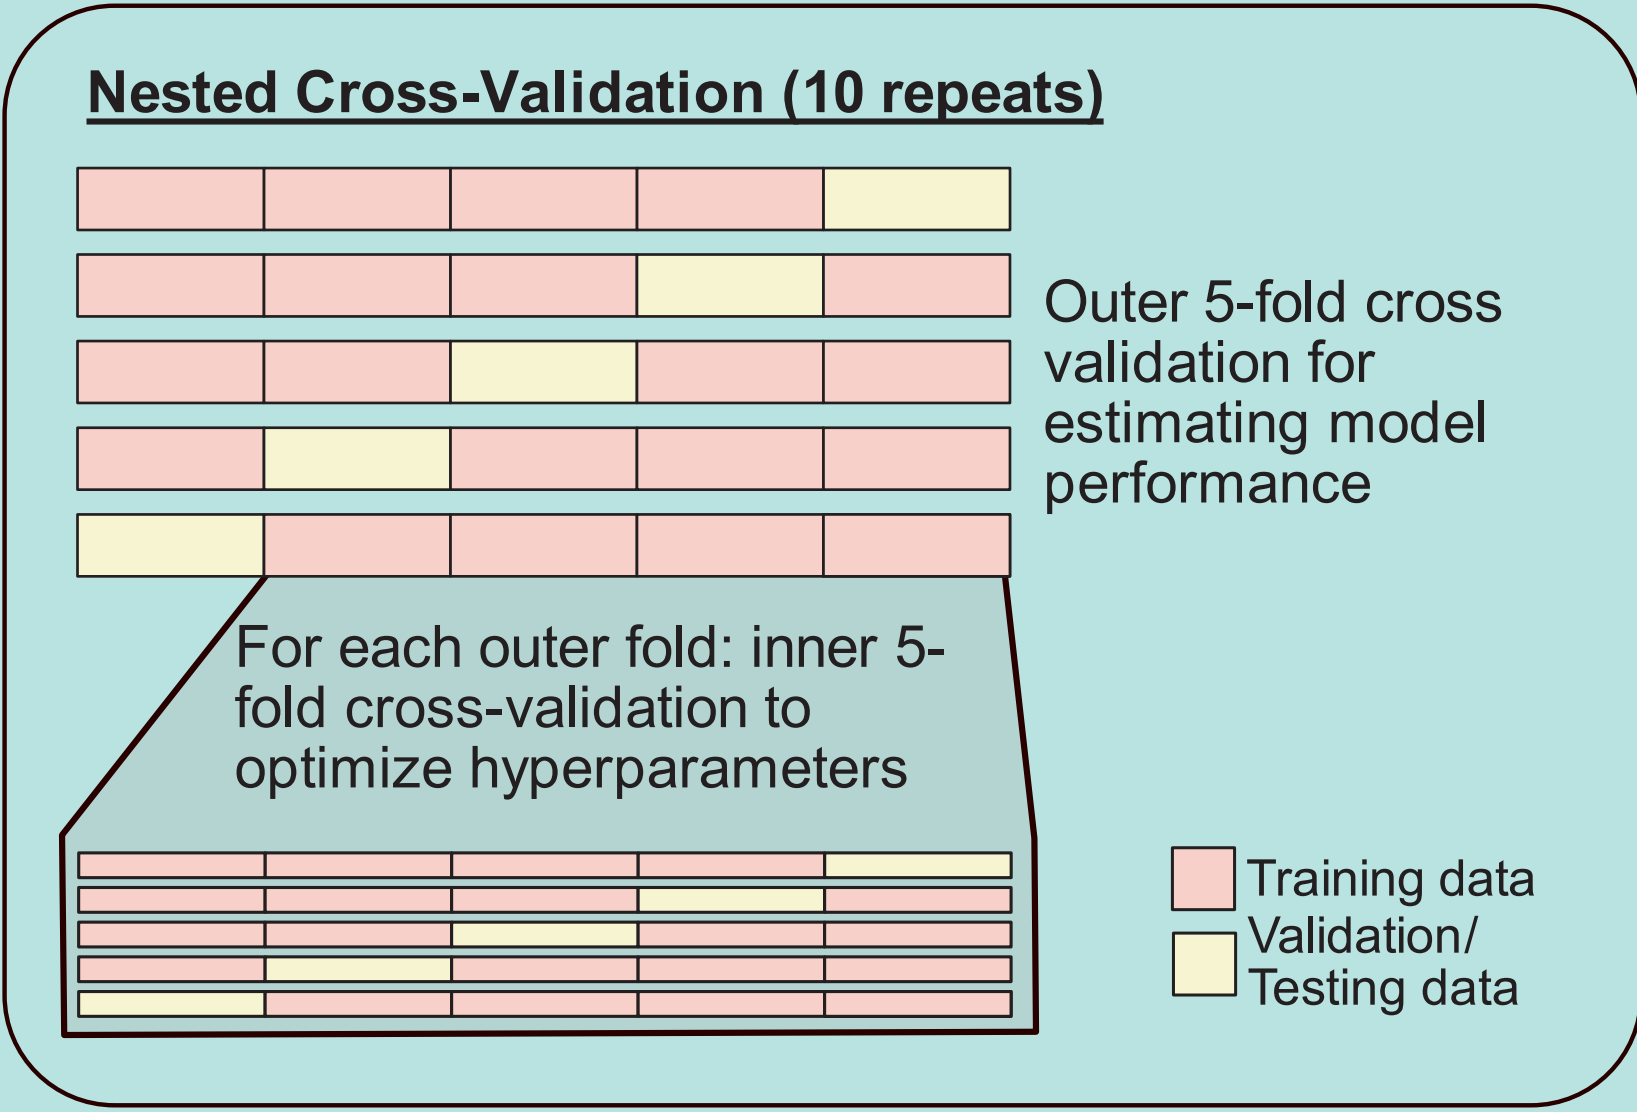 Nested Cross-Validation (10 repeats)
Outer 5-fold cross
validation for
estimating model
performance
For each outer fold: inner 5-
fold cross-validation to
optimize hyperparameters
Training data
Validation/
Testing data